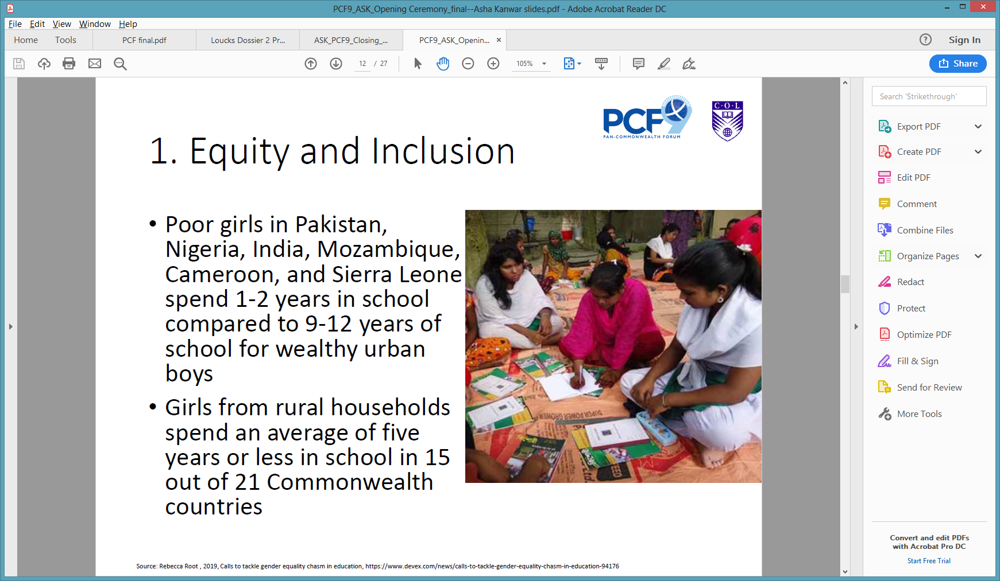 PCF9_ASK_Opening Ceremony_final--Asha Kanwar slides.pdf - Adobe Acrobat Reader DC
File Edit View Window Help
Home Tools PCF final.pdf Loucks Dossier 2 Pr... ASK_PCF9_Closing_... PCF9_ASK_Openin... Sign In
12 / 27 105% Share
PCF9
PAN-COMMONWEALTH FORUM
C·O·L
1. Equity and Inclusion
• Poor girls in Pakistan,
Nigeria, India, Mozambique,
Cameroon, and Sierra Leone
spend 1-2 years in school
compared to 9-12 years of
school for wealthy urban
boys
• Girls from rural households
spend an average of five
years or less in school in 15
out of 21 Commonwealth
countries
SUPER POWER GROWER
FEED
Ltd.
Source: Rebecca Root , 2019, Calls to tackle gender equality chasm in education, https://www.devex.com/news/calls-to-tackle-gender-equality-chasm-in-education-94176
Search 'Strikethrough'
Export PDF
Create PDF
Edit PDF
Comment
Combine Files
Organize Pages
Redact
Protect
Optimize PDF
Fill & Sign
Send for Review
More Tools
Convert and edit PDFs
with Acrobat Pro DC
Start Free Trial